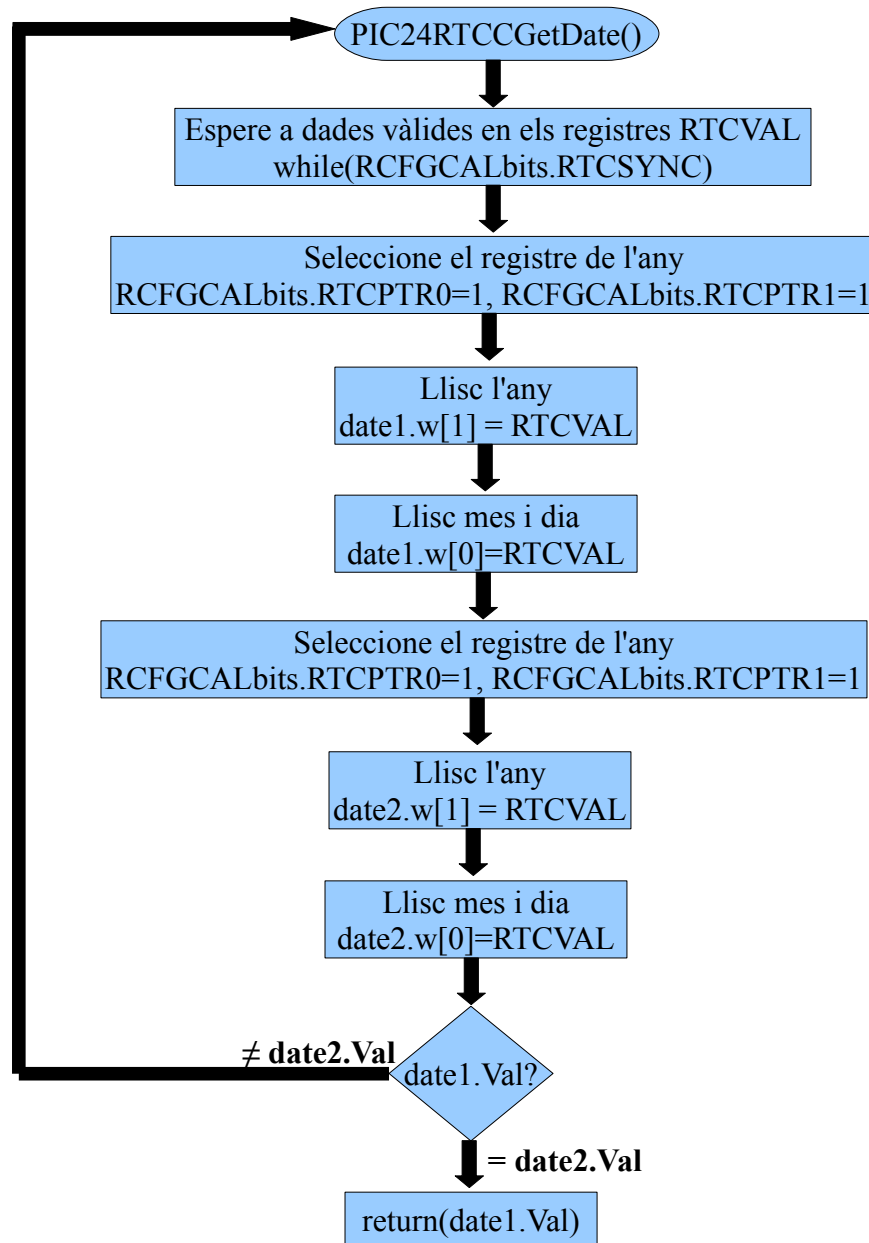 PIC24RTCCGetDate()
Espere a dades vàlides en els registres RTCVAL
while(RCFGCALbits.RTCSYNC)
Seleccione el registre de l'any
RCFGCALbits.RTCPTR0=1, RCFGCALbits.RTCPTR1=1
Llisc l'any
date1.w[1] = RTCVAL
Llisc mes i dia
date1.w[0]=RTCVAL
Seleccione el registre de l'any
RCFGCALbits.RTCPTR0=1, RCFGCALbits.RTCPTR1=1
Llisc l'any
date2.w[1] = RTCVAL
Llisc mes i dia
date2.w[0]=RTCVAL
≠ date2.Val
date1.Val?
= date2.Val
return(date1.Val)